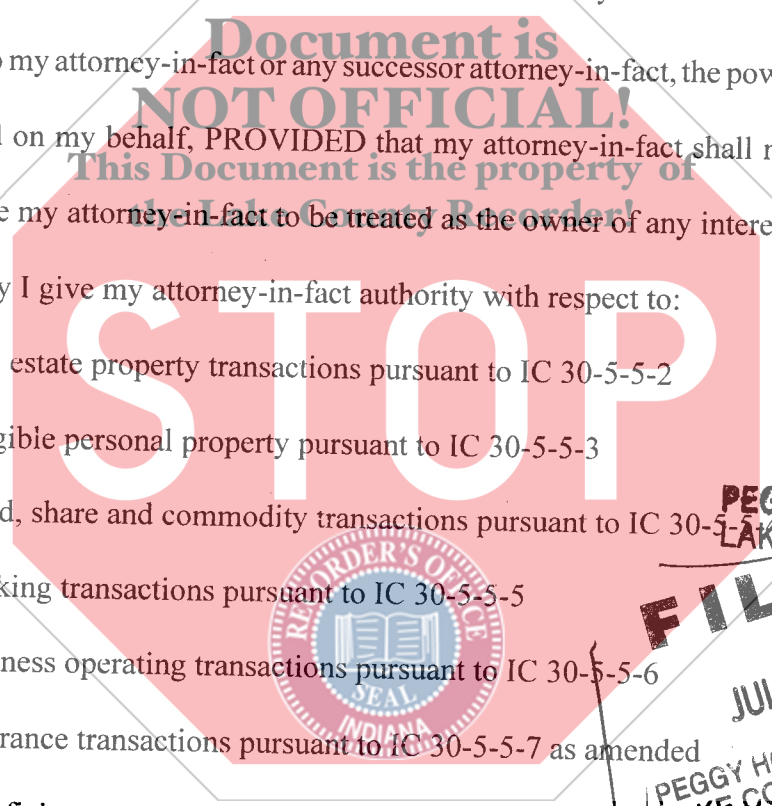 Document is
my attorney-in-fact or any successor attorney-in-fact, the pow
NOT OFFICIAL!
on my behalf, PROVIDED that my attorney-in-fact shall
This Document is the property of
my attorney-in-fact to be treated as the owner of any intere
the Lake County Recorder!
I give my attorney-in-fact authority with respect to:
STOP
estate property transactions pursuant to IC 30-5-5-2
gible personal property pursuant to IC 30-5-5-3
PEG
d, share and commodity transactions pursuant to IC 30-5-5-
LAK
king transactions pursuant to IC 30-5-5-5
FIL
ness operating transactions pursuant to IC 30-5-5-6
JUL
rance transactions pursuant to IC 30-5-5-7 as amended
PEGGY H
KE CO
RECORDER'S OFFICE
SEAL
INDIANA